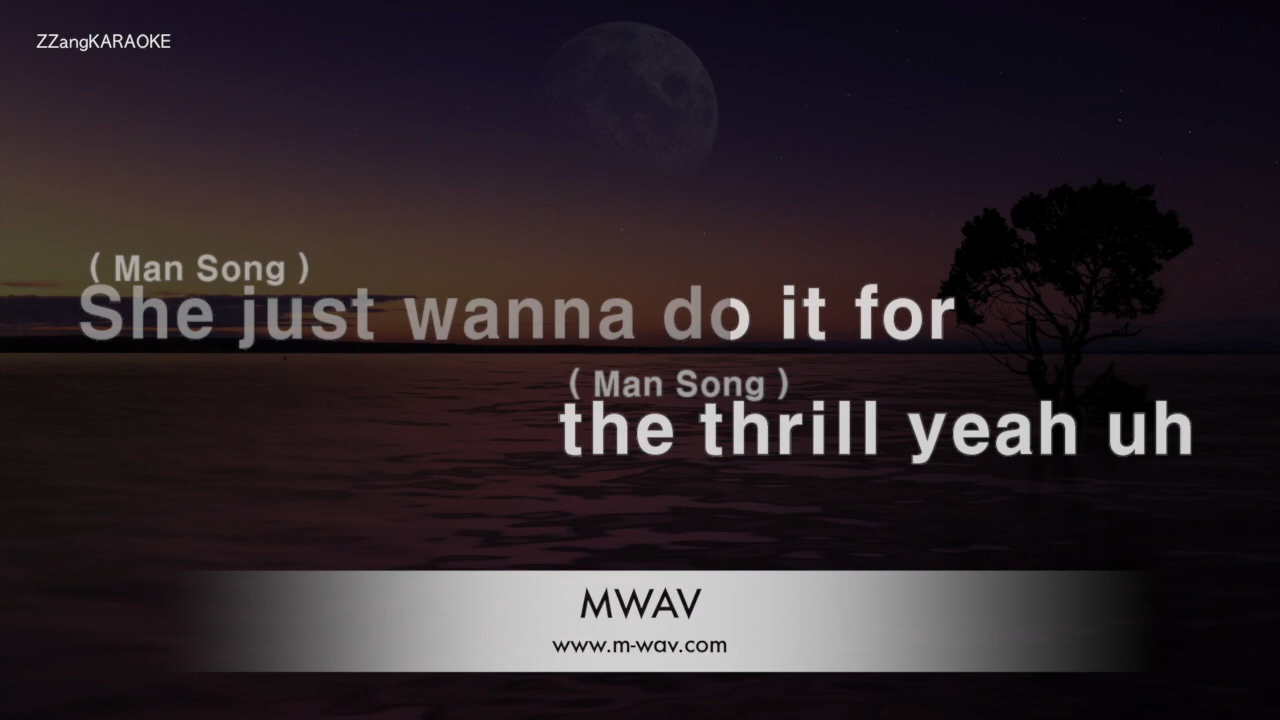 ZZangKARAOKE
( Man Song )
She just wanna do it for
( Man Song )
the thrill yeah uh
MWAV
www.m-wav.com